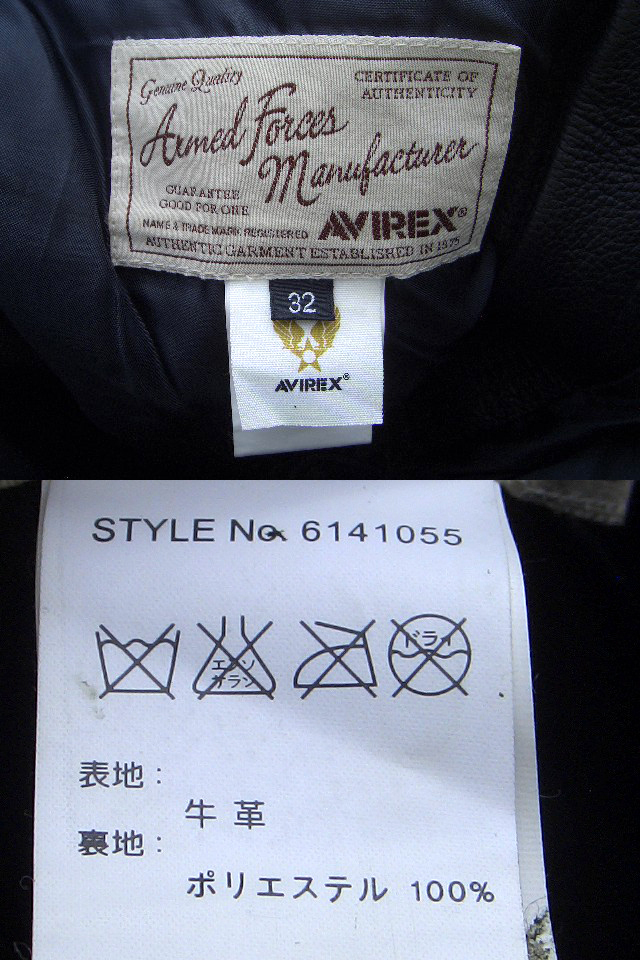 Genuine Quality
CERTIFICATE OF
AUTHENTICITY
Armed Forces
Manufacturer
GUARANTEE
GOOD FOR ONE
NAME & TRADE MARK REGISTERED
AVIREX®
AUTHENTIC GARMENT ESTABLISHED IN 1975
32
AVIREX®
STYLE No. 6141055
エンソ
サラシ
ドライ
表地:
牛革
裏地:
ポリエステル 100%